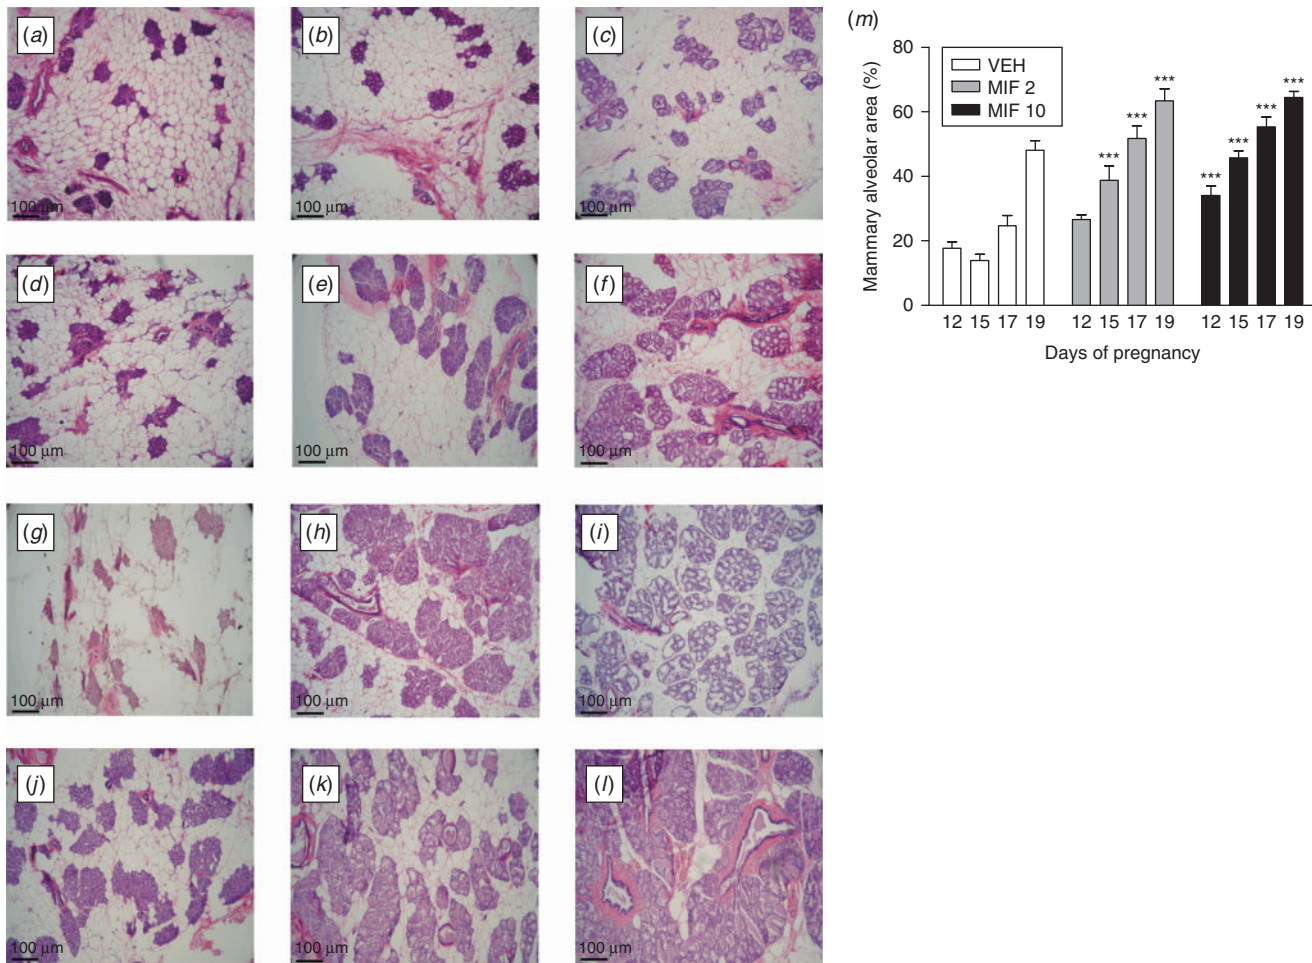 (a)
100 µm
(b)
100 µm
(c)
100 µm
(d)
100 µm
(e)
100 µm
(f)
100 µm
(g)
100 µm
(h)
100 µm
(i)
100 µm
(j)
100 µm
(k)
100 µm
(l)
100 µm
(m)
Mammary alveolar area (%)
80
60
40
20
0
VEH
MIF 2
MIF 10
***
***
***
***
***
***
***
12 15 17 19 12 15 17 19 12 15 17 19
Days of pregnancy